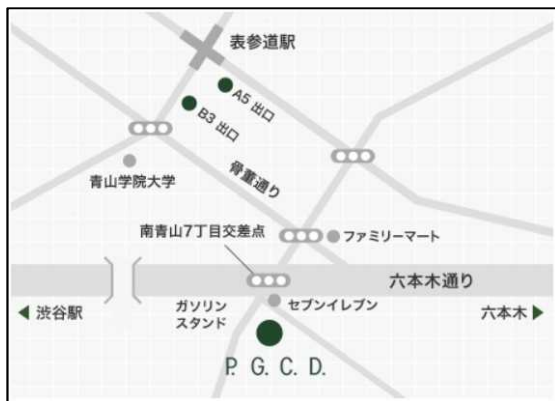 表参道駅
A5 出口
B3 出口
青山学院大学
骨董通り
南青山7丁目交差点
ファミリーマート
六本木通り
渋谷駅
ガソリン
スタンド
セブンイレブン
六本木
P. G. C. D.